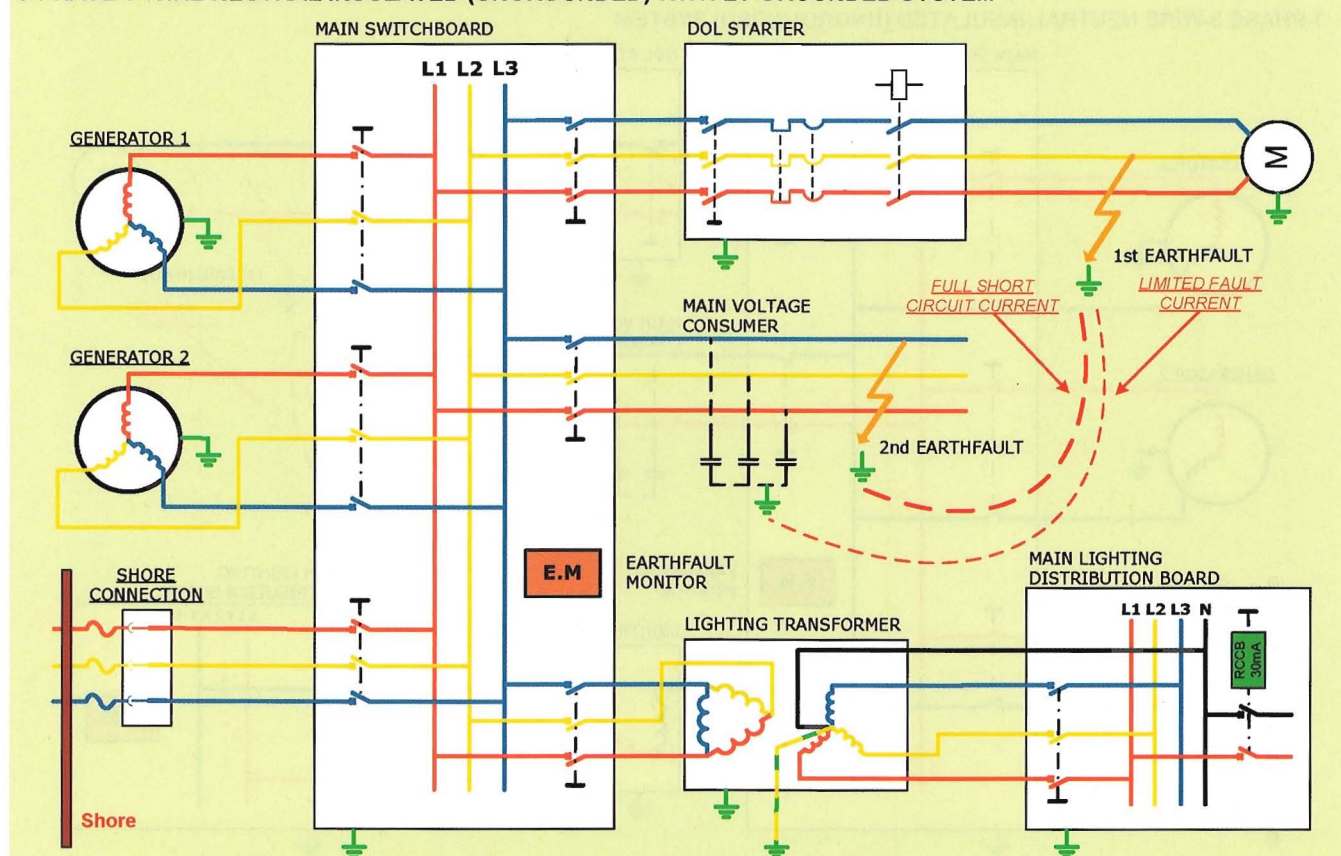 MAIN SWITCHBOARD
DOL STARTER
L1 L2 L3
GENERATOR 1
M
1st EARTHFAULT
FULL SHORT
CIRCUIT CURRENT
LIMITED FAULT
CURRENT
MAIN VOLTAGE
CONSUMER
GENERATOR 2
2nd EARTHFAULT
E.M
EARTHFAULT
MONITOR
SHORE
CONNECTION
MAIN LIGHTING
DISTRIBUTION BOARD
LIGHTING TRANSFORMER
L1 L2 L3 N
RCCB
30mA
Shore